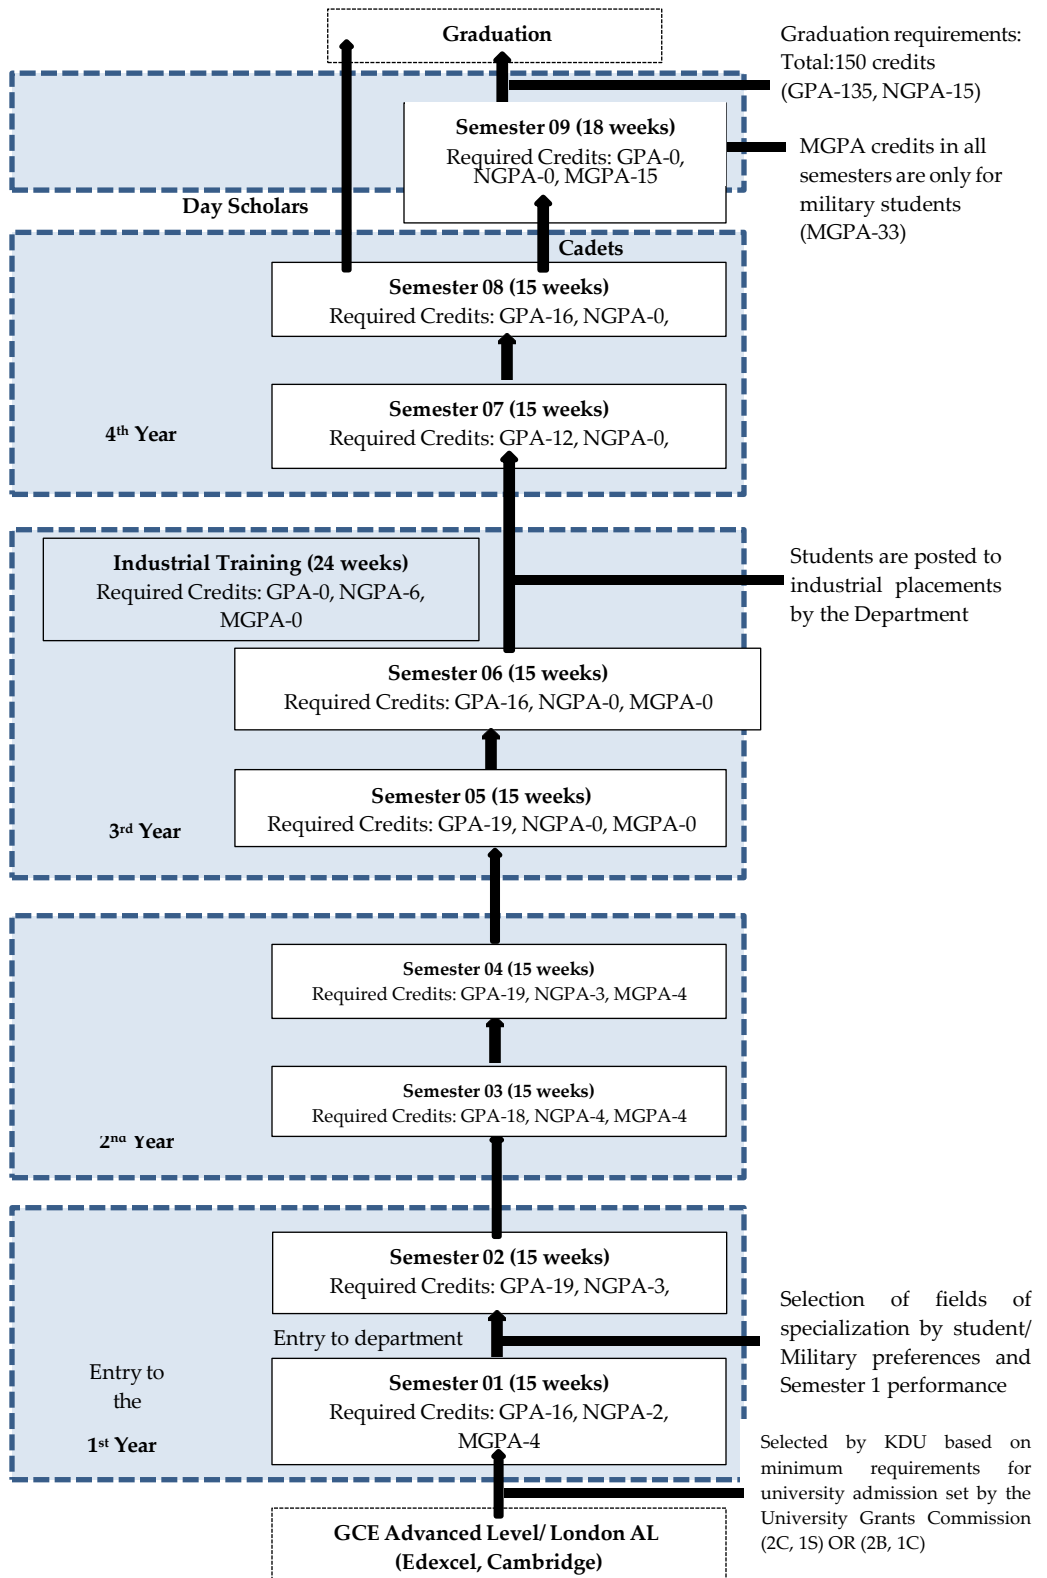 Graduation
Graduation requirements:
Total:150 credits
(GPA-135, NGPA-15)
Semester 09 (18 weeks)
Required Credits: GPA-0,
NGPA-0, MGPA-15
MGPA credits in all
semesters are only for
military students
(MGPA-33)
Day Scholars
Cadets
Semester 08 (15 weeks)
Required Credits: GPA-16, NGPA-0,
Semester 07 (15 weeks)
Required Credits: GPA-12, NGPA-0,
4th Year
Industrial Training (24 weeks)
Required Credits: GPA-0, NGPA-6,
MGPA-0
Students are posted to
industrial placements
by the Department
Semester 06 (15 weeks)
Required Credits: GPA-16, NGPA-0, MGPA-0
Semester 05 (15 weeks)
Required Credits: GPA-19, NGPA-0, MGPA-0
3rd Year
Semester 04 (15 weeks)
Required Credits: GPA-19, NGPA-3, MGPA-4
Semester 03 (15 weeks)
Required Credits: GPA-18, NGPA-4, MGPA-4
2nd Year
Semester 02 (15 weeks)
Required Credits: GPA-19, NGPA-3,
Entry to department
Selection of fields of
specialization by student/
Military preferences and
Semester 1 performance
Semester 01 (15 weeks)
Required Credits: GPA-16, NGPA-2,
MGPA-4
Entry to
the
1st Year
Selected by KDU based on
minimum requirements for
university admission set by the
University Grants Commission
(2C, 1S) OR (2B, 1C)
GCE Advanced Level/ London AL
(Edexcel, Cambridge)